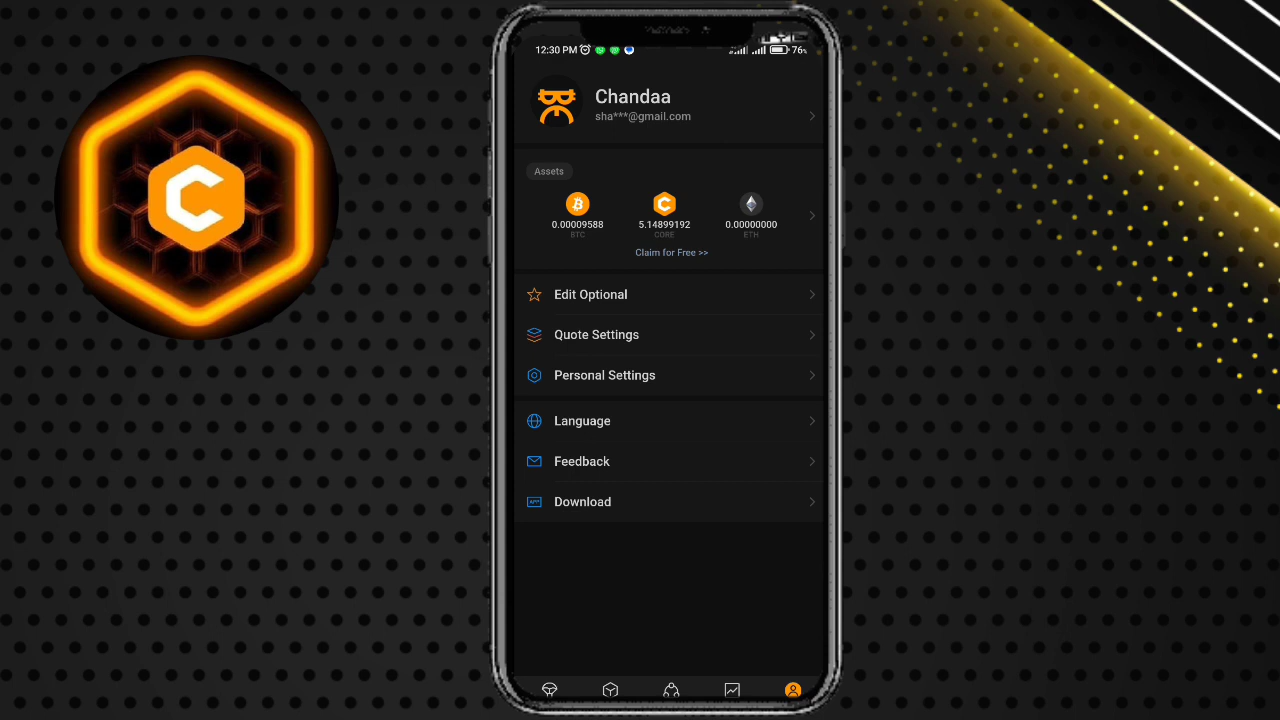 12:30 PM
76%
Chandaa
sha***@gmail.com
Assets
0.00009588
5.14899192
0.00000000
BTC
CORE
ETH
Claim for Free >>
Edit Optional
Quote Settings
Personal Settings
Language
Feedback
APP
Download